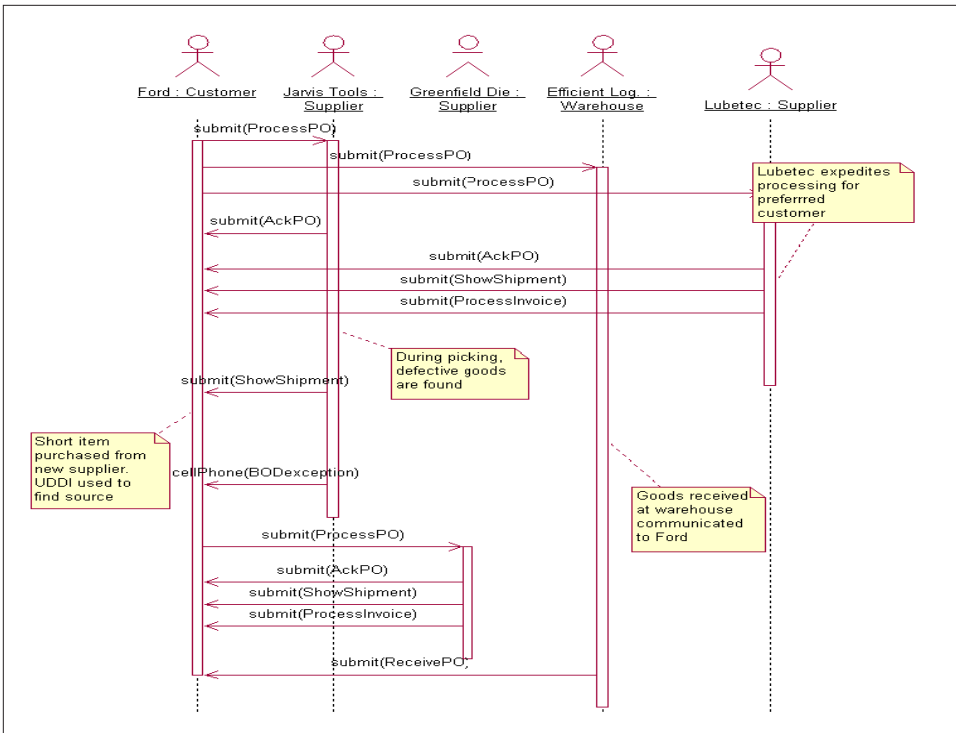 Ford : Customer
Jarvis Tools :
Supplier
Greenfield Die :
Supplier
Efficient Log. :
Warehouse
Lubetec : Supplier
submit(ProcessPO)
submit(ProcessPO)
submit(ProcessPO)
Lubetec expedites
processing for
preferrred
customer
submit(AckPO)
submit(AckPO)
submit(ShowShipment)
submit(ProcessInvoice)
During picking,
defective goods
are found
submit(ShowShipment)
Short item
purchased from
new supplier.
UDDI used to
find source
cellPhone(BODexception)
Goods received
at warehouse
communicated
to Ford
submit(ProcessPO)
submit(AckPO)
submit(ShowShipment)
submit(ProcessInvoice)
submit(ReceivePO)